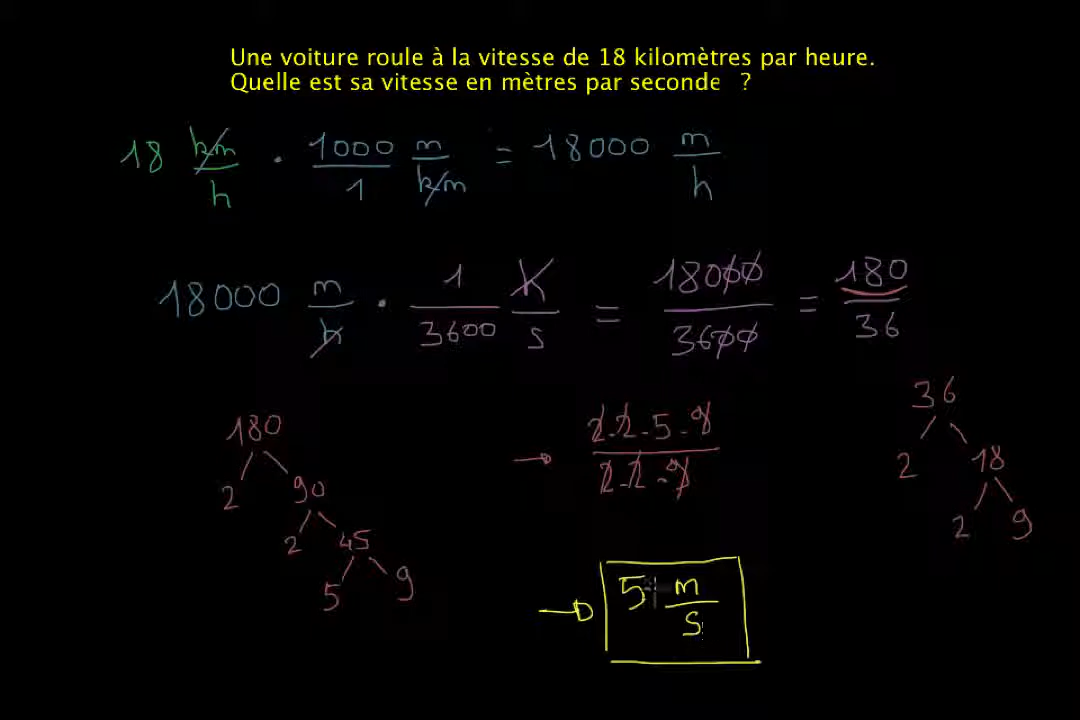 Une voiture roule à la vitesse de 18 kilomètres par heure.
Quelle est sa vitesse en mètres par seconde ?
18 km/h · 1000/1 m/km = 18000 m/h
18000 m/h · 1/3600 h/s = 18000/3600 = 180/36
180
2 90
2 45
5 9
→ 2.2.5.9/2.2.9
36
2 18
2 9
→ 5 m/s